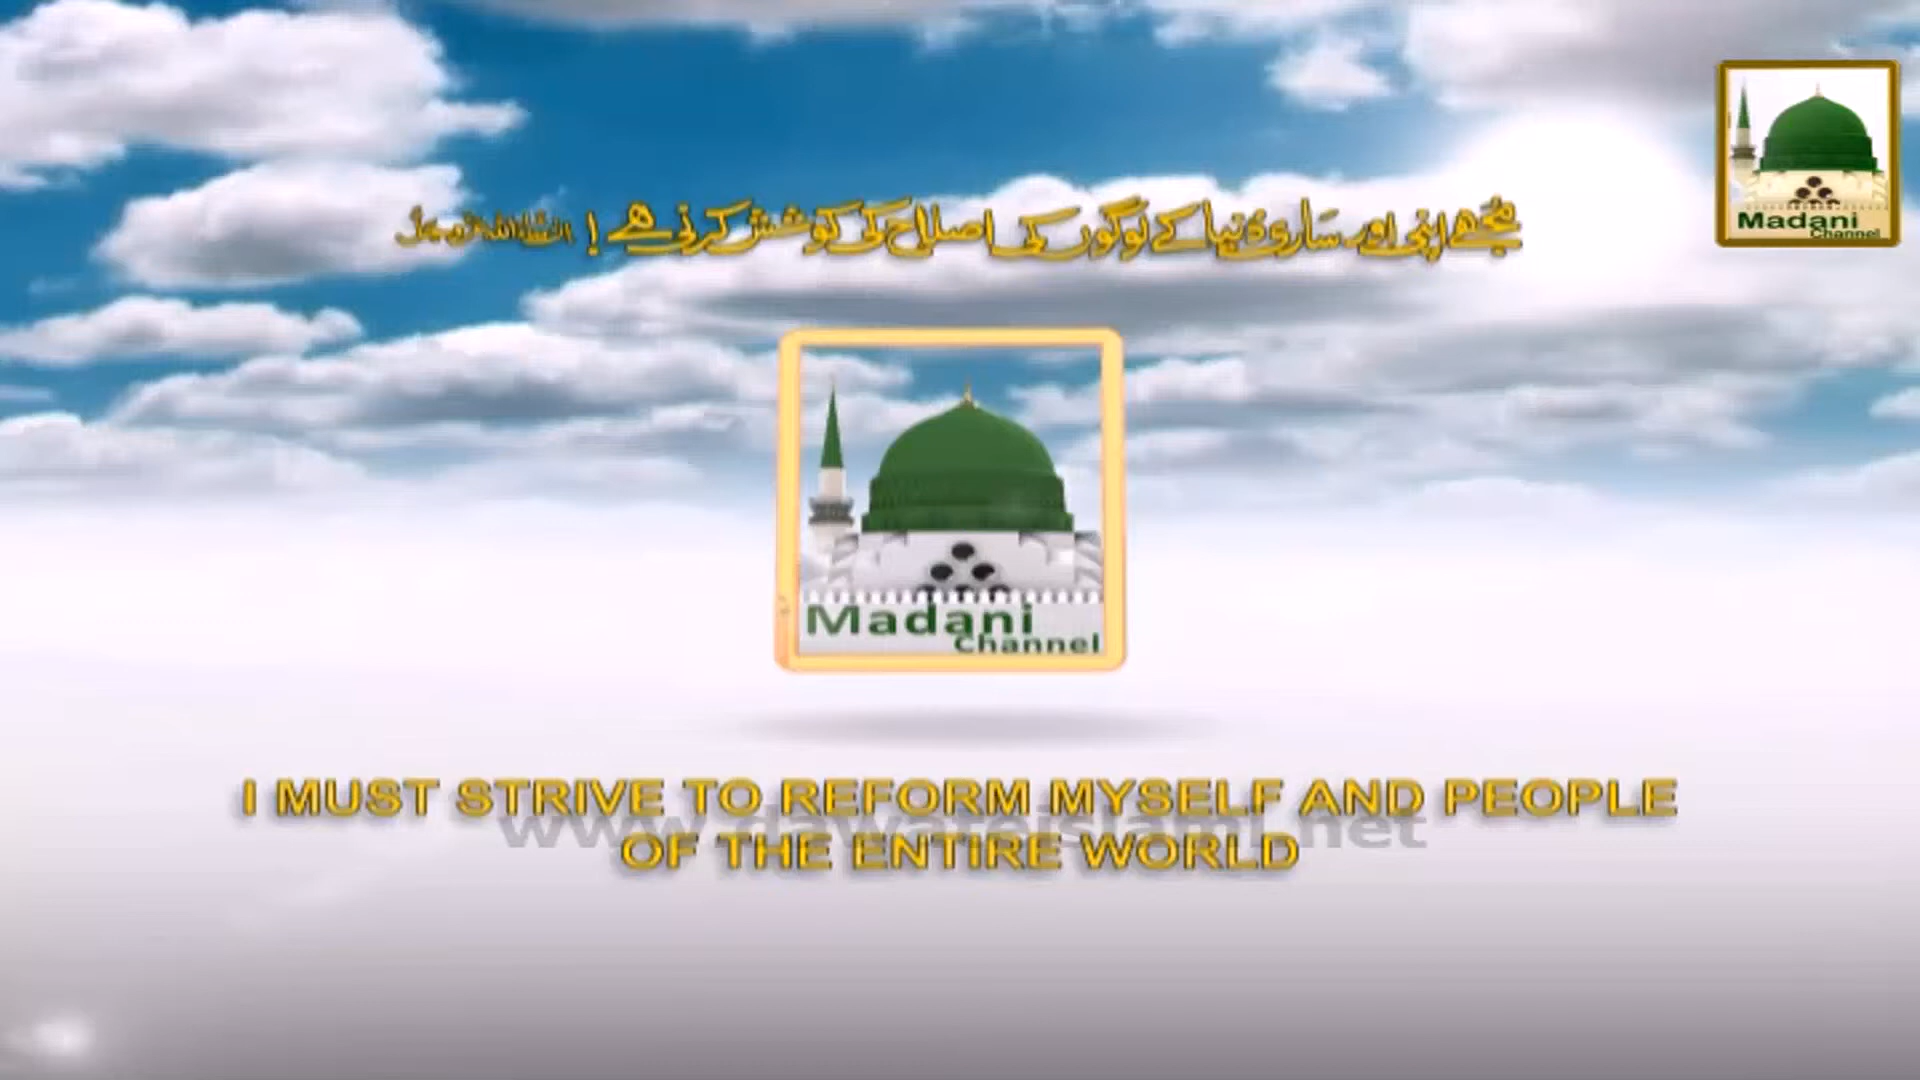 مجھے اپنی اور ساری دنیا کے لوگوں کی اصلاح کی کوشش کرنی ھے ! ان شاء اللہ عزوجل
Madani
Channel
Madani
Channel
I MUST STRIVE TO REFORM MYSELF AND PEOPLE
www.dawateislami.net
OF THE ENTIRE WORLD